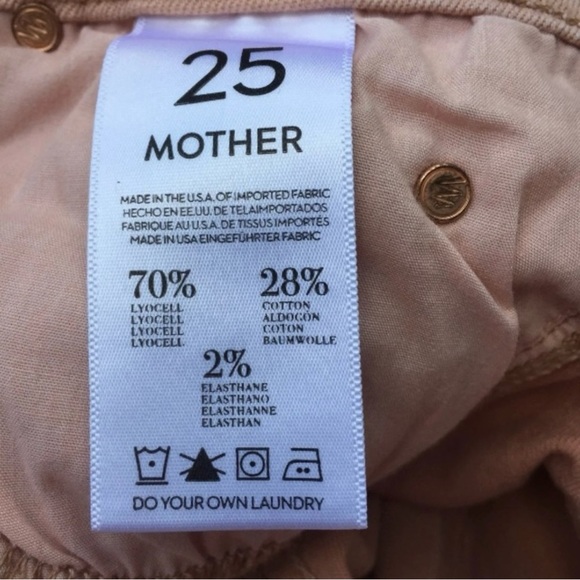 25
MOTHER
MADE IN THE U.S.A. OF IMPORTED FABRIC
HECHO EN EE.UU. DE TELAIMPORTADOS
FABRIQUE AU U.S.A. DE TISSUS IMPORTÉS
MADE IN USA EINGEFÜHRTER FABRIC
70% 28%
LYOCELL COTTON
LYOCELL ALDOGÓN
LYOCELL COTON
LYOCELL BAUMWOLLE
2%
ELASTHANE
ELASTHANO
ELASTHANNE
ELASTHAN
DO YOUR OWN LAUNDRY